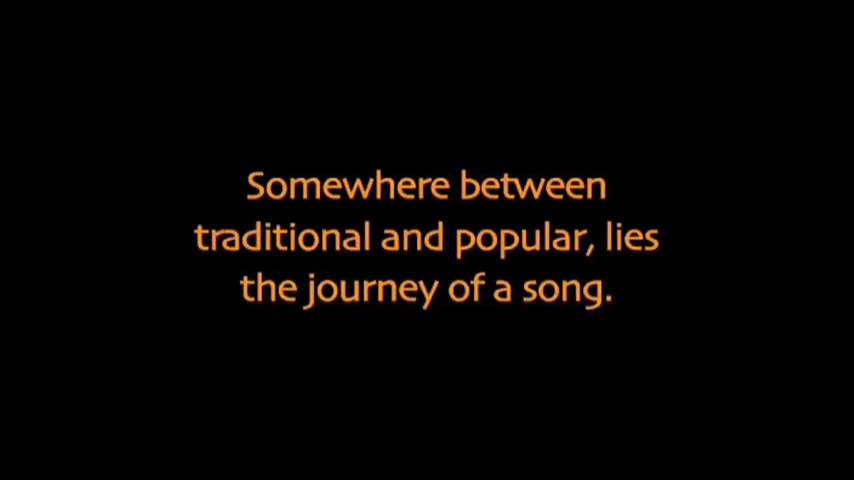 Somewhere between
traditional and popular, lies
the journey of a song.